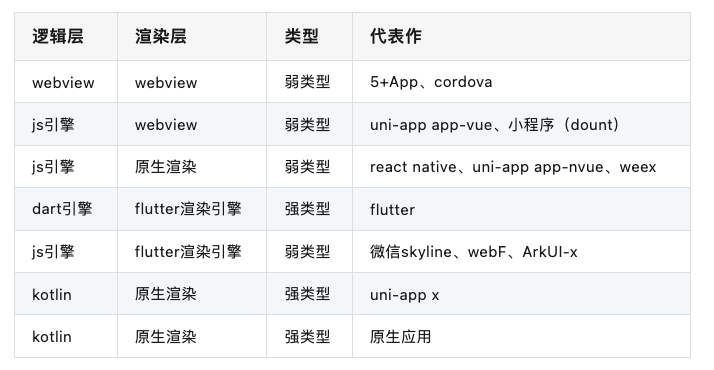 逻辑层 渲染层 类型 代表作
webview webview 弱类型 5+App、cordova
js引擎 webview 弱类型 uni-app app-vue、小程序（dount）
js引擎 原生渲染 弱类型 react native、uni-app app-nvue、weex
dart引擎 flutter渲染引擎 强类型 flutter
js引擎 flutter渲染引擎 弱类型 微信skyline、webF、ArkUI-x
kotlin 原生渲染 强类型 uni-app x
kotlin 原生渲染 强类型 原生应用